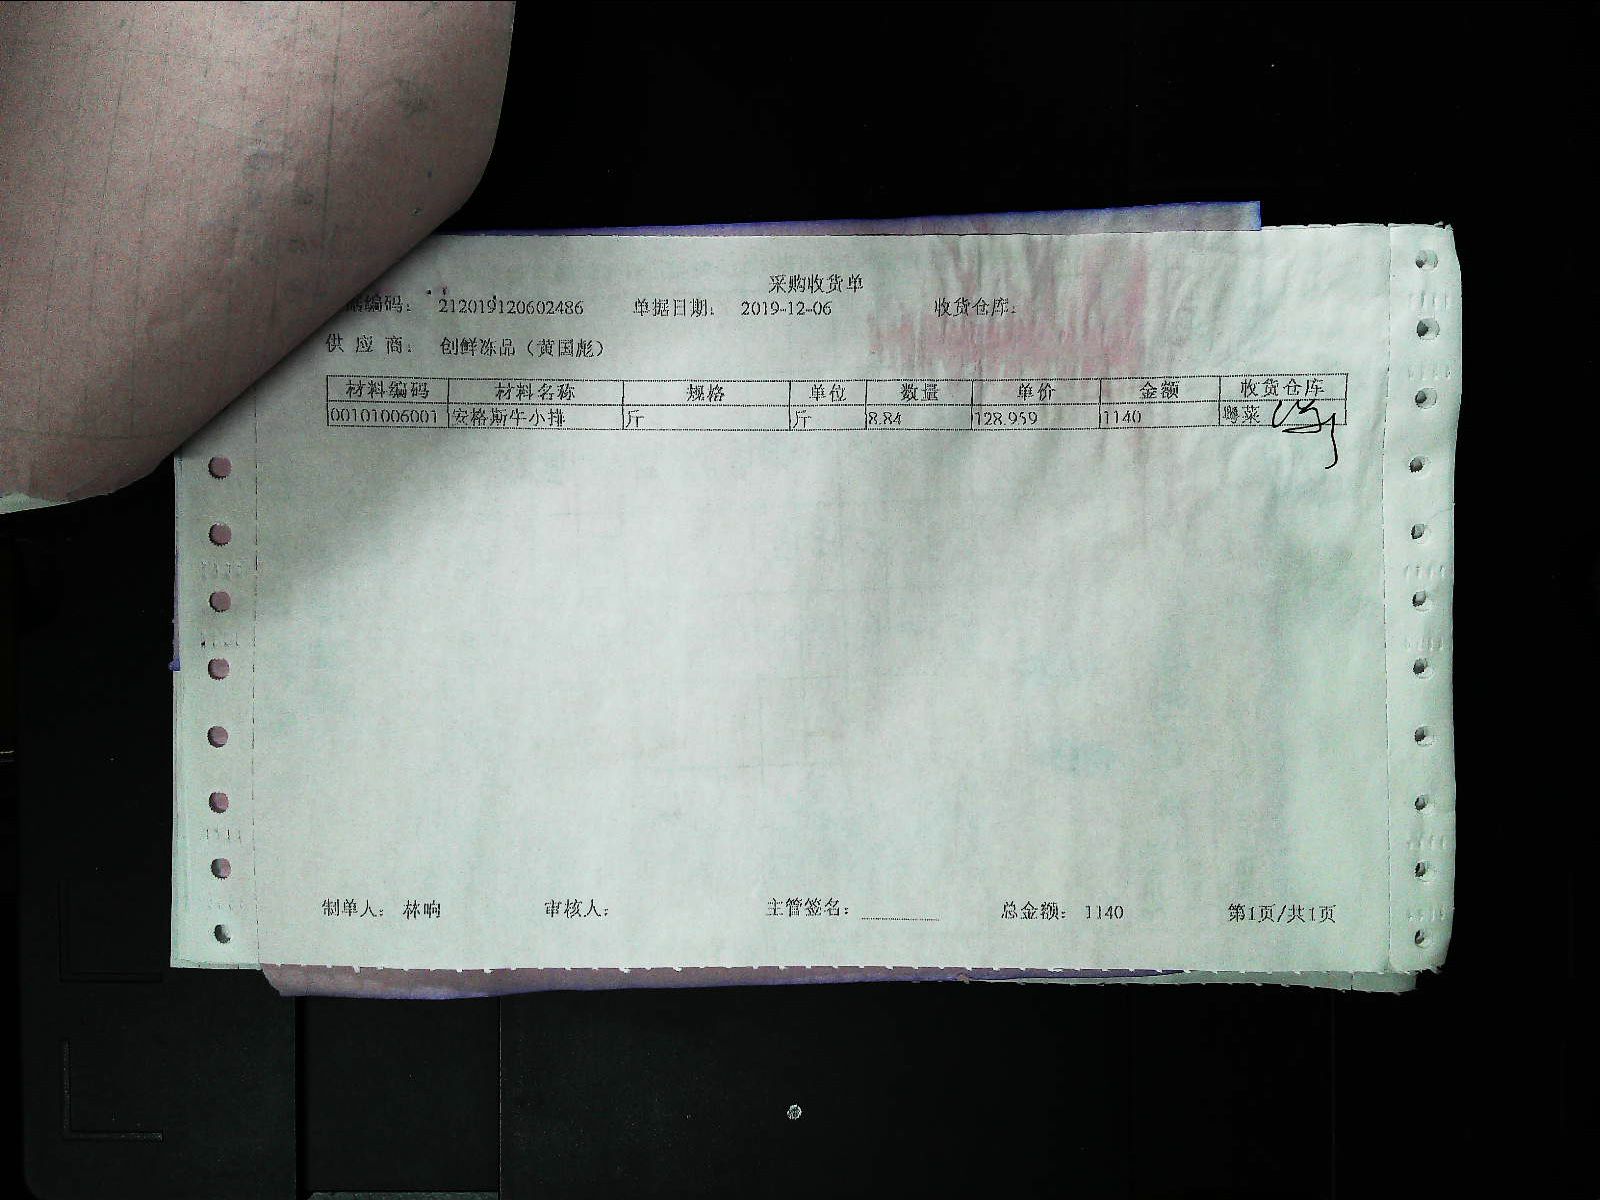 采购收货单
据编码： 212019120602486 单据日期： 2019-12-06 收货仓库：
供 应 商： 创鲜冻品（黄国彪）
材料编码 材料名称 规格 单位 数量 单价 金额 收货仓库
00101006001 安格斯牛小排 斤 斤 8.84 128.959 1140 粤菜
制单人： 林响 审核人： 主管签名： 总金额： 1140 第1页/共1页